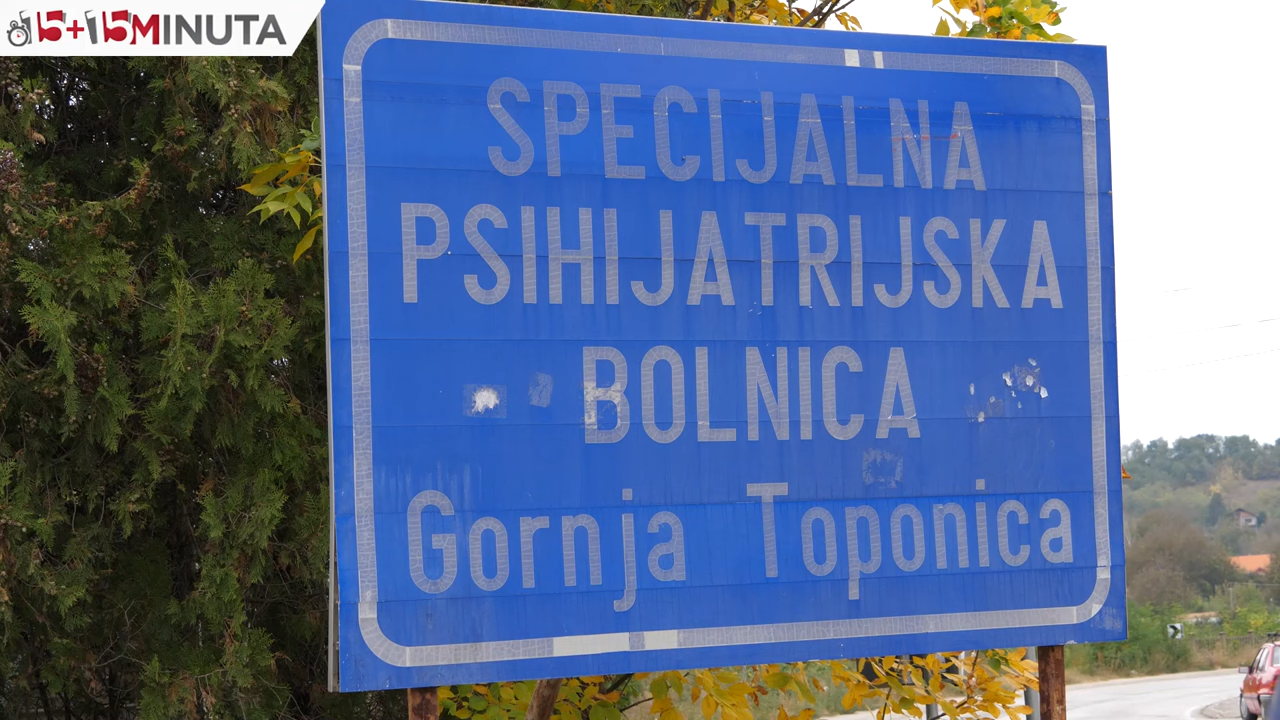 15+15MINUTA
SPECIJALNA
PSIHIJATRIJSKA
BOLNICA
Gornja Toponica